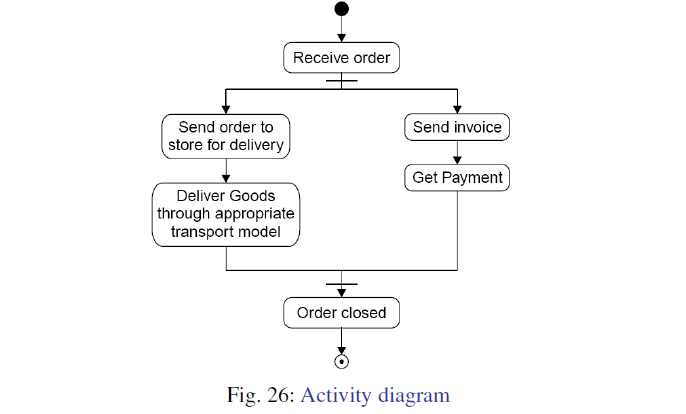 Receive order
Send order to
store for delivery
Send invoice
Get Payment
Deliver Goods
through appropriate
transport model
Order closed
Fig. 26: Activity diagram